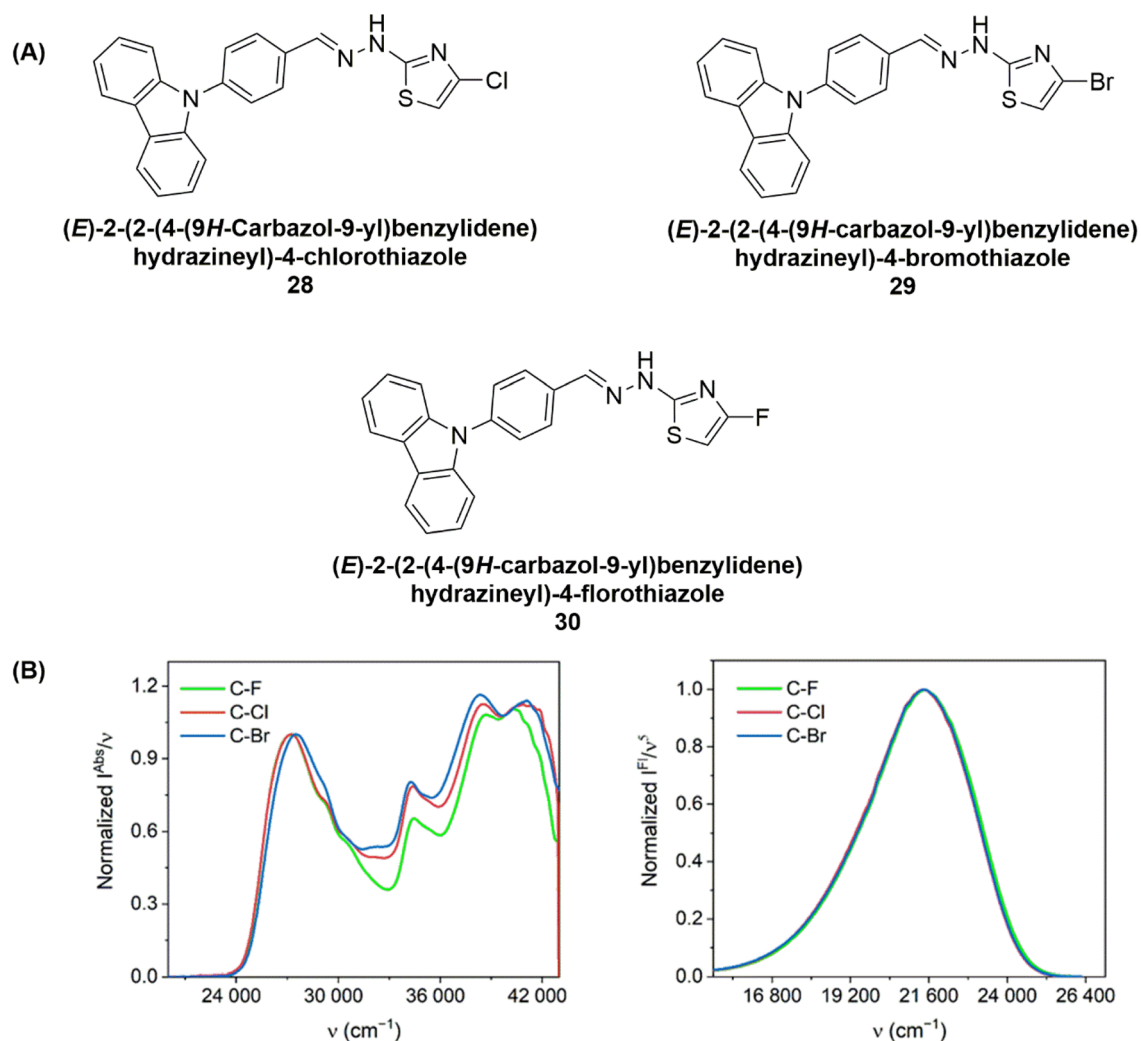 (A)
H
N
N
N
N
S
Cl
(E)-2-(2-(4-(9H-Carbazol-9-yl)benzylidene)
hydrazineyl)-4-chlorothiazole
28
H
N
N
N
N
S
Br
(E)-2-(2-(4-(9H-carbazol-9-yl)benzylidene)
hydrazineyl)-4-bromothiazole
29
H
N
N
N
N
S
F
(E)-2-(2-(4-(9H-carbazol-9-yl)benzylidene)
hydrazineyl)-4-florothiazole
30
(B)
C-F
C-Cl
C-Br
Normalized I^Abs/ν
1.2
0.9
0.6
0.3
0.0
24 000 30 000 36 000 42 000
ν (cm⁻¹)
C-F
C-Cl
C-Br
Normalized I^Fl/ν⁵
1.0
0.8
0.6
0.4
0.2
0.0
16 800 19 200 21 600 24 000 26 400
ν (cm⁻¹)